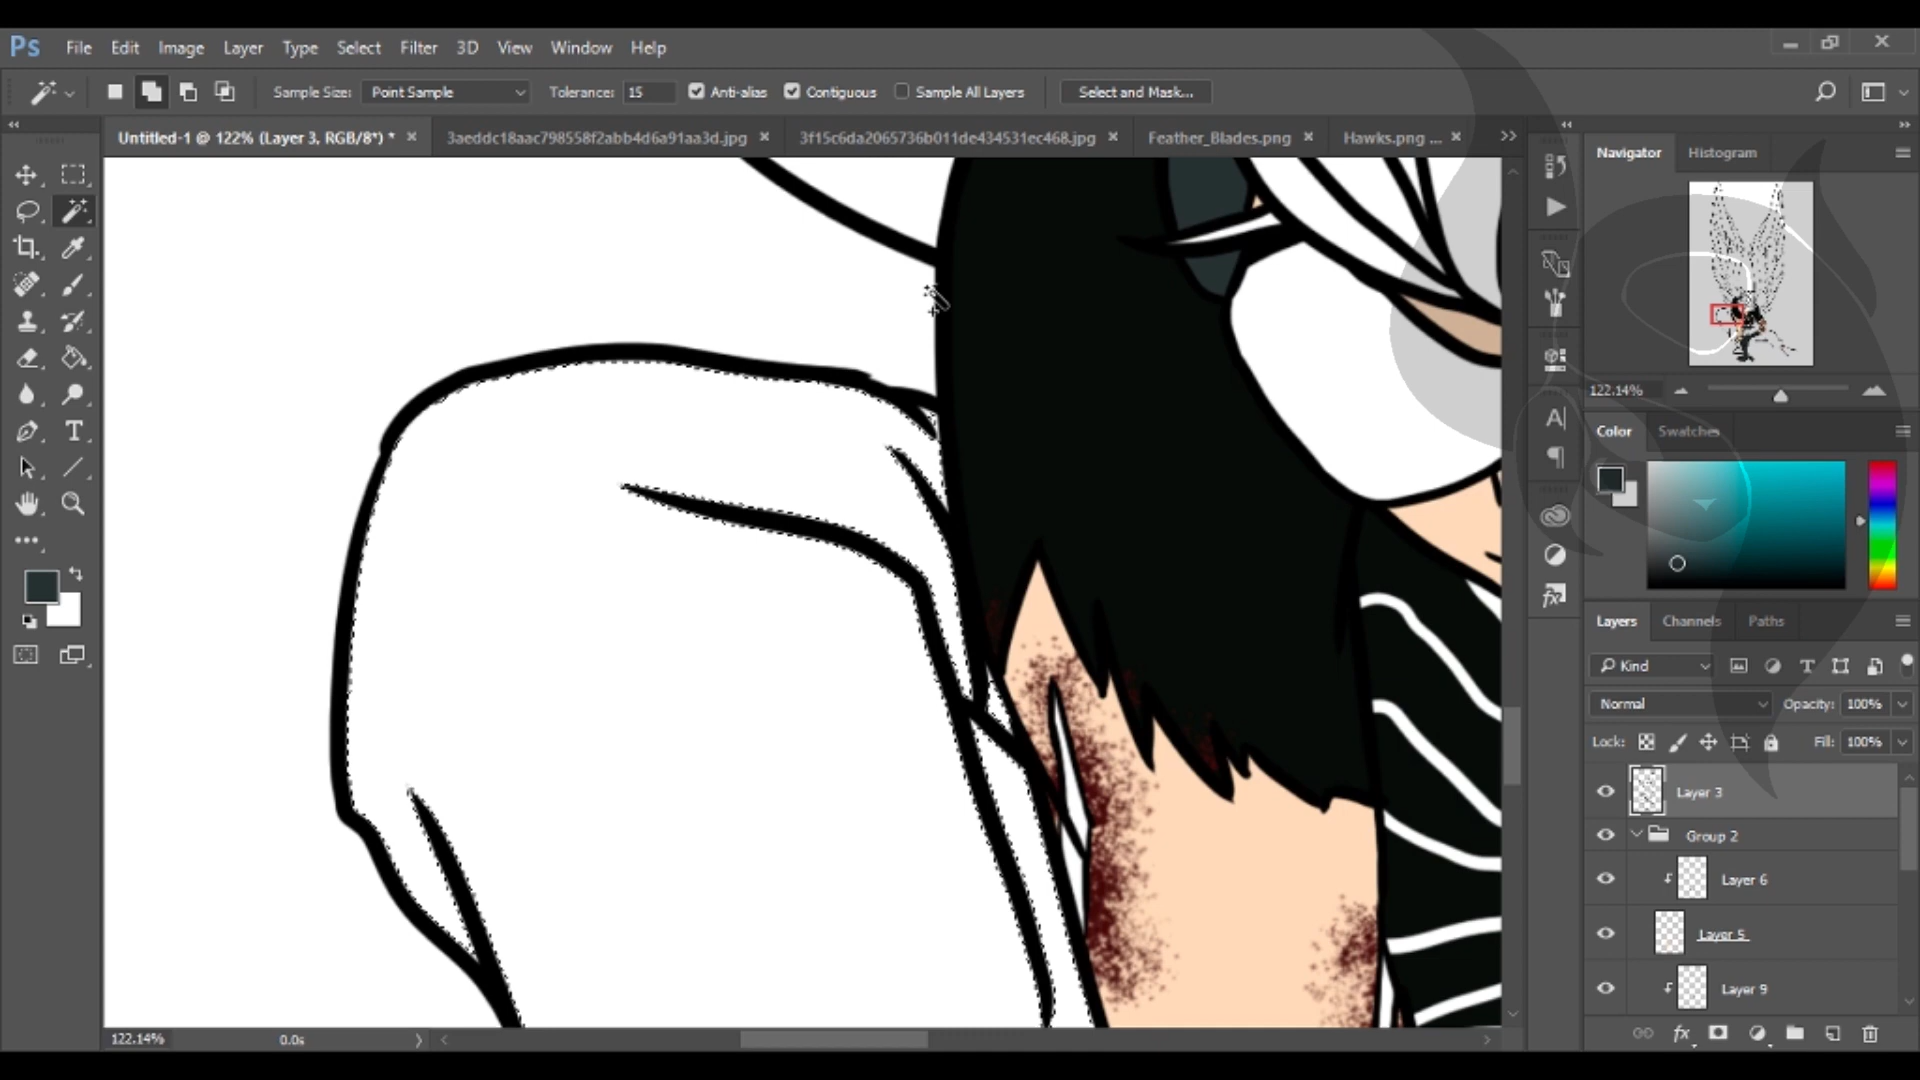 Ps File Edit Image Layer Type Select Filter 3D View Window Help
Sample Size: Point Sample Tolerance: 15 Anti-alias Contiguous Sample All Layers Select and Mask...
Untitled-1 @ 122% (Layer 3, RGB/8*) * 3aeddc18aac798558f2abb4d6a91aa3d.jpg 3f15c6da2065736b011de434531ec468.jpg Feather_Blades.png Hawks.png ...
Navigator Histogram
122.14%
Color Swatches
Layers Channels Paths
Kind
Normal Opacity: 100%
Lock: Fill: 100%
Layer 3
Group 2
Layer 6
Layer 5
Layer 9
fx
122.14% 0.0s